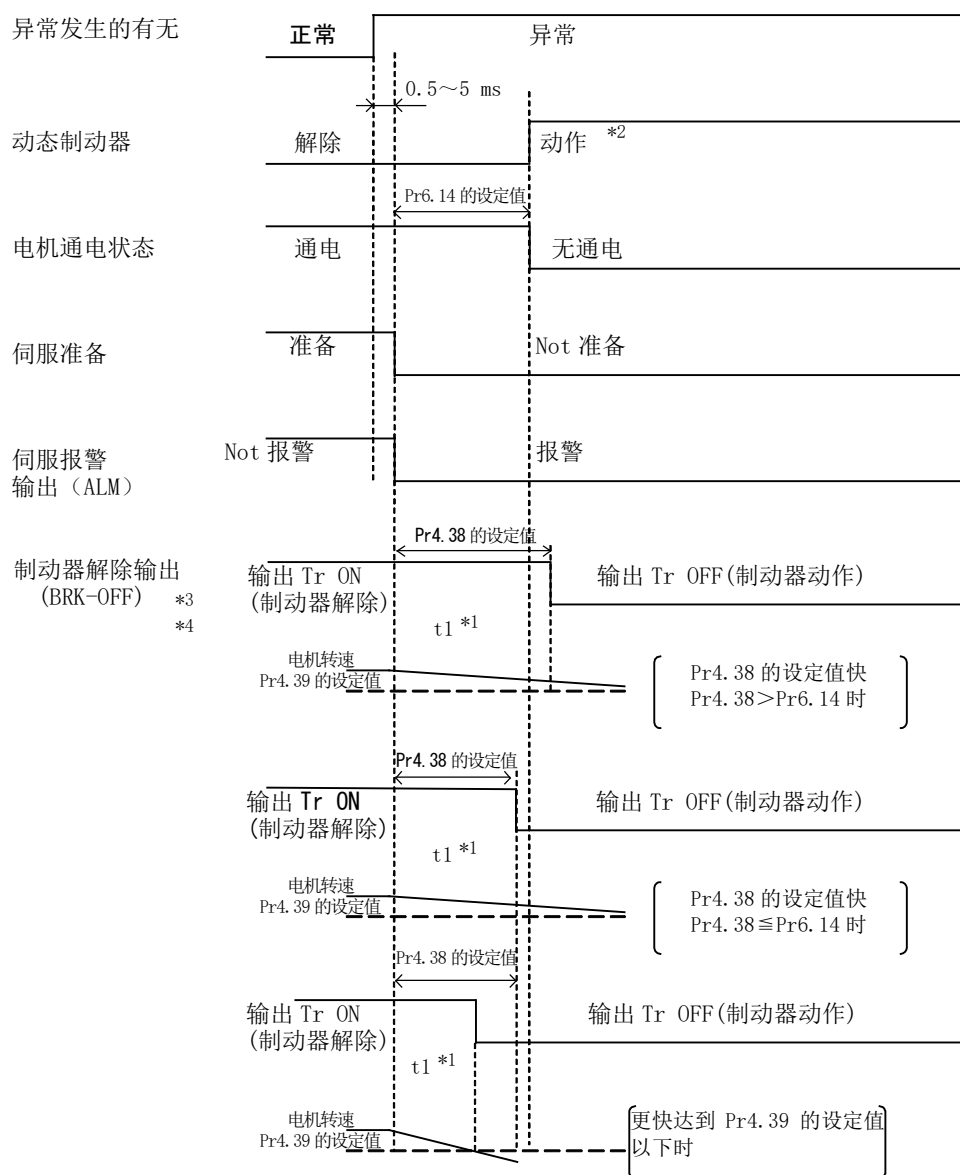 异常发生的有无
正常
异常
0.5～5 ms
动态制动器
解除
动作 *2
Pr6.14 的设定值
电机通电状态
通电
无通电
伺服准备
准备
Not 准备
伺服报警
输出（ALM）
Not 报警
报警
Pr4.38 的设定值
制动器解除输出
(BRK-OFF) *3
*4
输出 Tr ON
(制动器解除)
输出 Tr OFF(制动器动作)
t1 *1
电机转速
Pr4.39 的设定值
Pr4.38 的设定值快
Pr4.38＞Pr6.14 时
Pr4.38 的设定值
输出 Tr ON
(制动器解除)
输出 Tr OFF(制动器动作)
t1 *1
电机转速
Pr4.39 的设定值
Pr4.38 的设定值快
Pr4.38≦Pr6.14 时
Pr4.38 的设定值
输出 Tr ON
(制动器解除)
输出 Tr OFF(制动器动作)
t1 *1
电机转速
Pr4.39 的设定值
更快达到 Pr4.39 的设定值
以下时